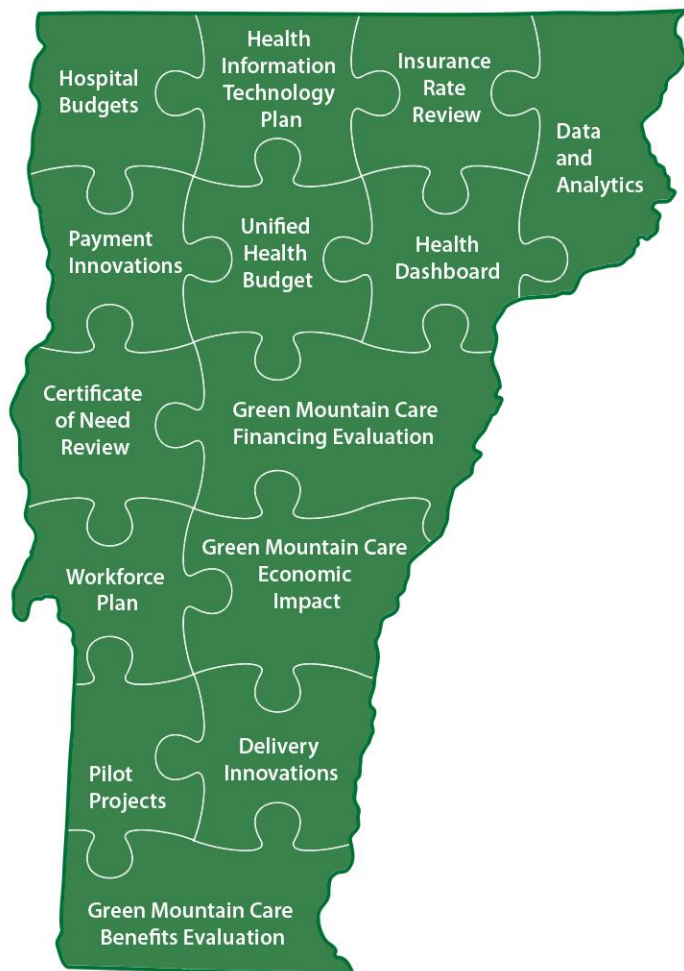 Hospital
Budgets
Health
Information
Technology
Plan
Insurance
Rate
Review
Data
and
Analytics
Payment
Innovations
Unified
Health
Budget
Health
Dashboard
Certificate
of Need
Review
Green Mountain Care
Financing Evaluation
Workforce
Plan
Green Mountain Care
Economic
Impact
Pilot
Projects
Delivery
Innovations
Green Mountain Care
Benefits Evaluation